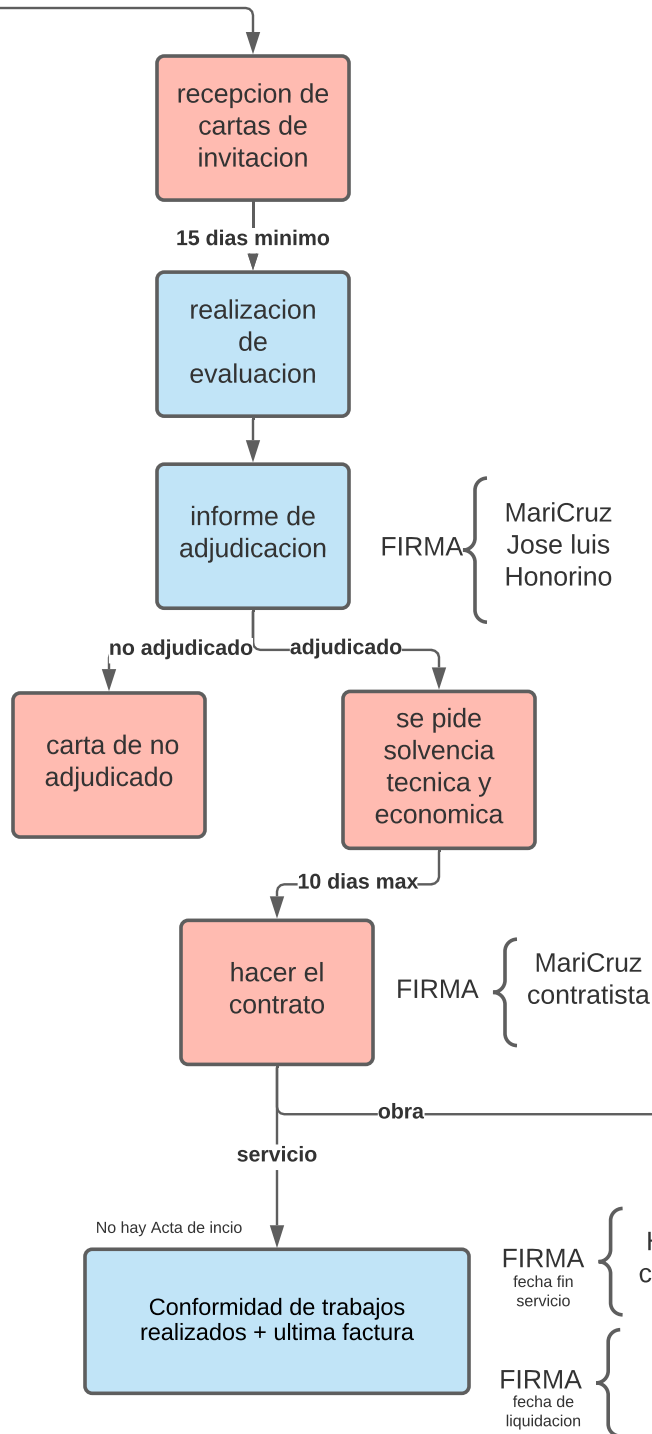 recepcion de
cartas de
invitacion
15 dias minimo
realizacion
de
evaluacion
informe de
adjudicacion
FIRMA
MariCruz
Jose luis
Honorino
no adjudicado
adjudicado
carta de no
adjudicado
se pide
solvencia
tecnica y
economica
10 dias max
hacer el
contrato
FIRMA
MariCruz
contratista
obra
servicio
No hay Acta de incio
Conformidad de trabajos
realizados + ultima factura
FIRMA
fecha fin
servicio
FIRMA
fecha de
liquidacion